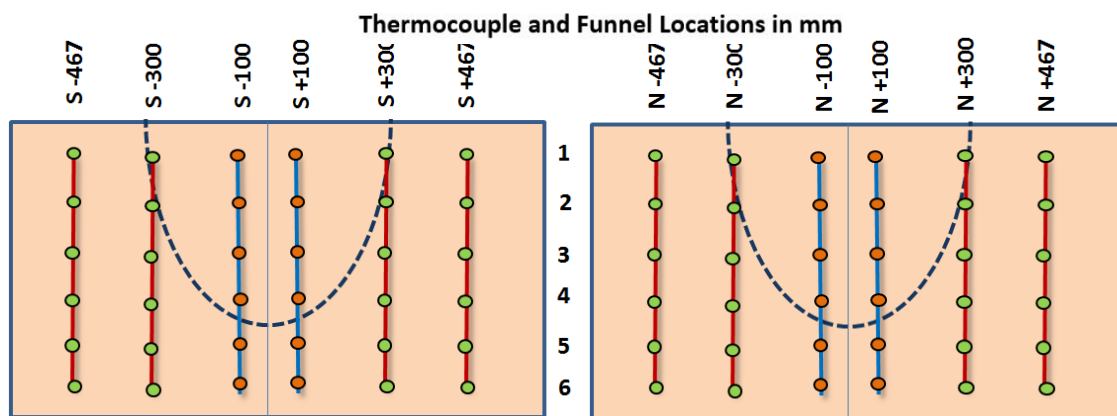 Thermocouple and Funnel Locations in mm
S -467
S -300
S -100
S +100
S +300
S +467
N -467
N -300
N -100
N +100
N +300
N +467
1
2
3
4
5
6